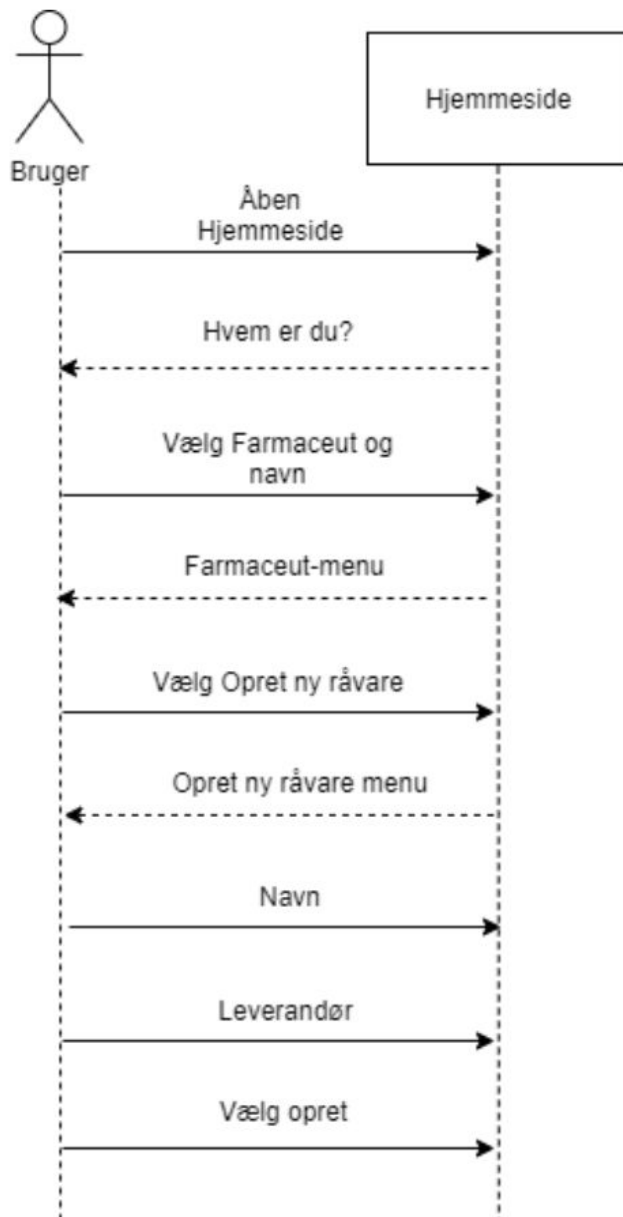 Bruger
Hjemmeside
Åben
Hjemmeside
Hvem er du?
Vælg Farmaceut og
navn
Farmaceut-menu
Vælg Opret ny råvare
Opret ny råvare menu
Navn
Leverandør
Vælg opret